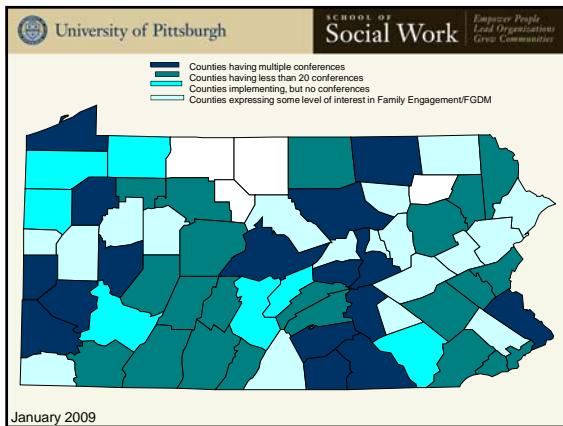 University of Pittsburgh
SCHOOL OF
Social Work
Empower People
Lead Organizations
Grow Communities
Counties having multiple conferences
Counties having less than 20 conferences
Counties implementing, but no conferences
Counties expressing some level of interest in Family Engagement/FGDM
January 2009